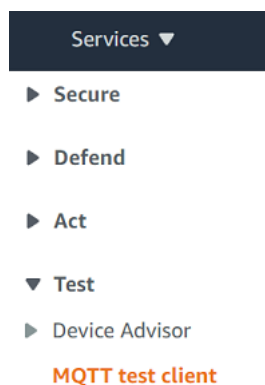 Services
Secure
Defend
Act
Test
Device Advisor
MQTT test client